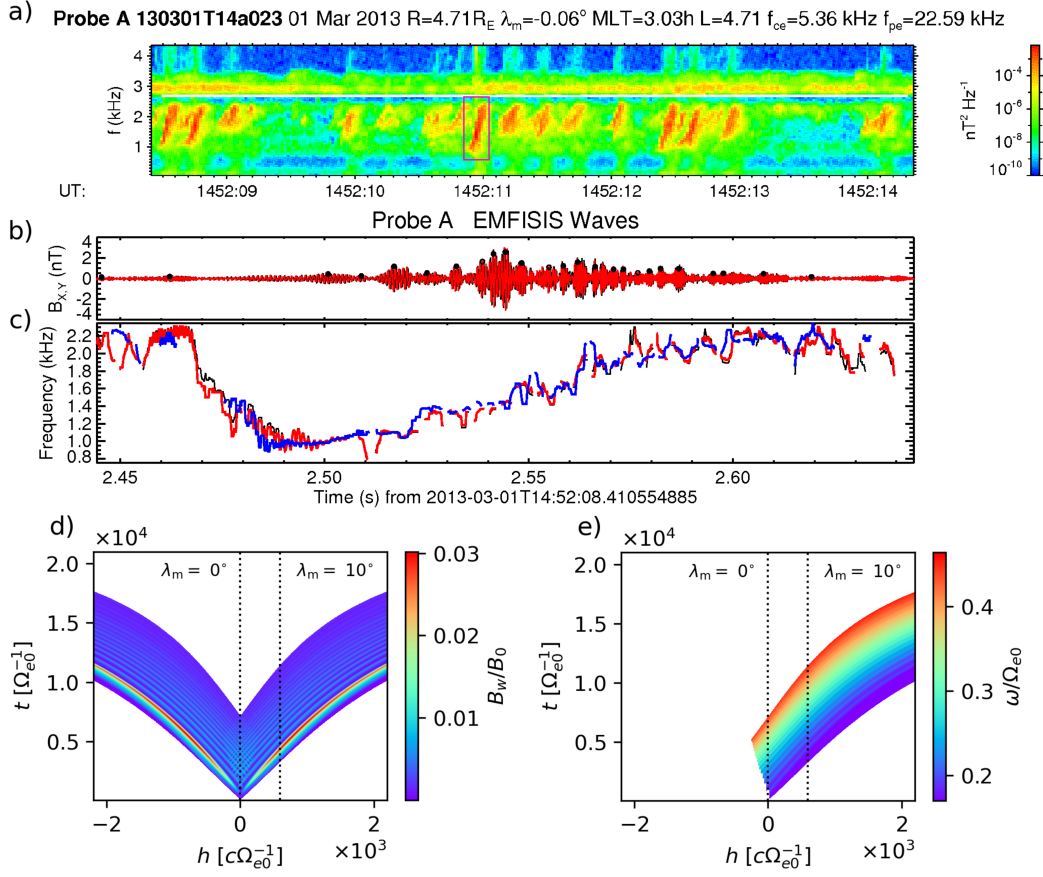 a)
Probe A 130301T14a023 01 Mar 2013 R=4.71R_E λ_m=-0.06° MLT=3.03h L=4.71 f_ce=5.36 kHz f_pe=22.59 kHz
f (kHz)
4
3
2
1
10^-4
10^-6
10^-8
10^-10
nT² Hz⁻¹
UT:
1452:09 1452:10 1452:11 1452:12 1452:13 1452:14
Probe A EMFISIS Waves
b)
B_X,Y (nT)
4
2
0
-2
-4
c)
Frequency (kHz)
2.2
2.0
1.8
1.6
1.4
1.2
1.0
0.8
2.45 2.50 2.55 2.60
Time (s) from 2013-03-01T14:52:08.410554885
d)
×10⁴
t [Ω_e0⁻¹]
2.0
1.5
1.0
0.5
λ_m = 0° λ_m = 10°
−2 0 2
×10³
h [cΩ_e0⁻¹]
0.03
0.02
0.01
B_w/B_0
e)
×10⁴
t [Ω_e0⁻¹]
2.0
1.5
1.0
0.5
λ_m = 0° λ_m = 10°
−2 0 2
×10³
h [cΩ_e0⁻¹]
0.4
0.3
0.2
ω/Ω_e0